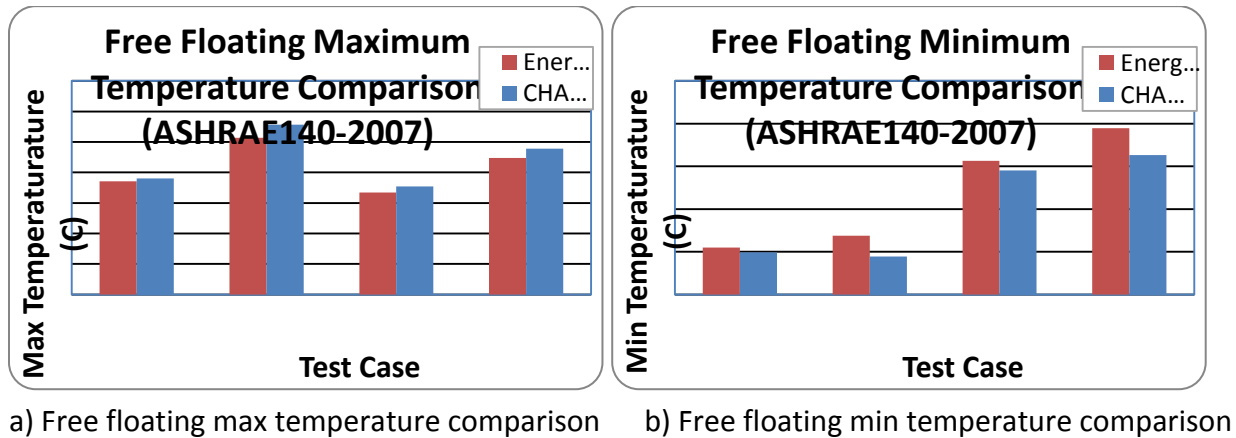 Free Floating Maximum
Temperature Comparison
(ASHRAE140-2007)
Ener...
CHA...
Max Temperaturature
(C)
Test Case
Free Floating Minimum
Temperature Comparison
(ASHRAE140-2007)
Energ...
CHA...
Min Temperaturature
(C)
Test Case
a) Free floating max temperature comparison
b) Free floating min temperature comparison